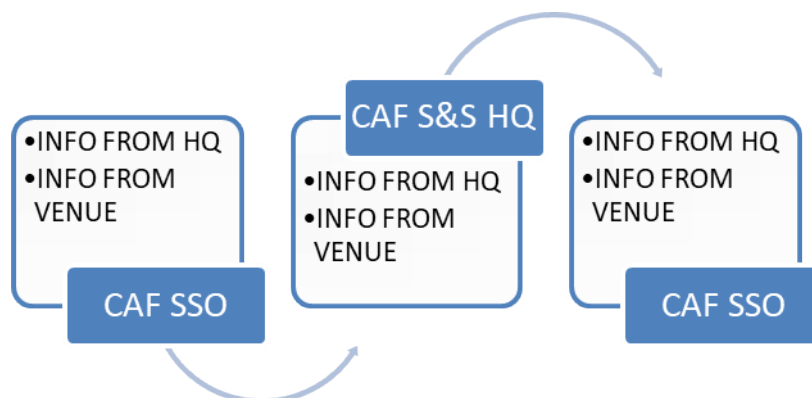 •INFO FROM HQ
•INFO FROM
VENUE
CAF SSO
CAF S&S HQ
•INFO FROM HQ
•INFO FROM
VENUE
•INFO FROM HQ
•INFO FROM
VENUE
CAF SSO